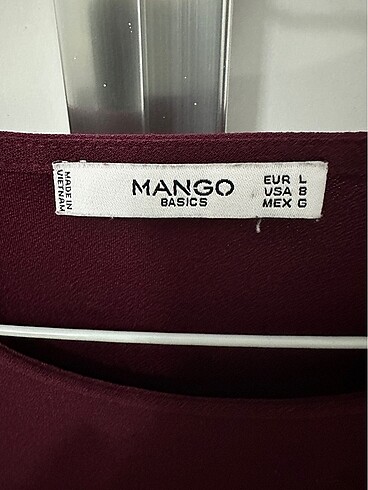 MADE IN
VIETNAM
MANGO
BASICS
EUR L
USA 8
MEX G